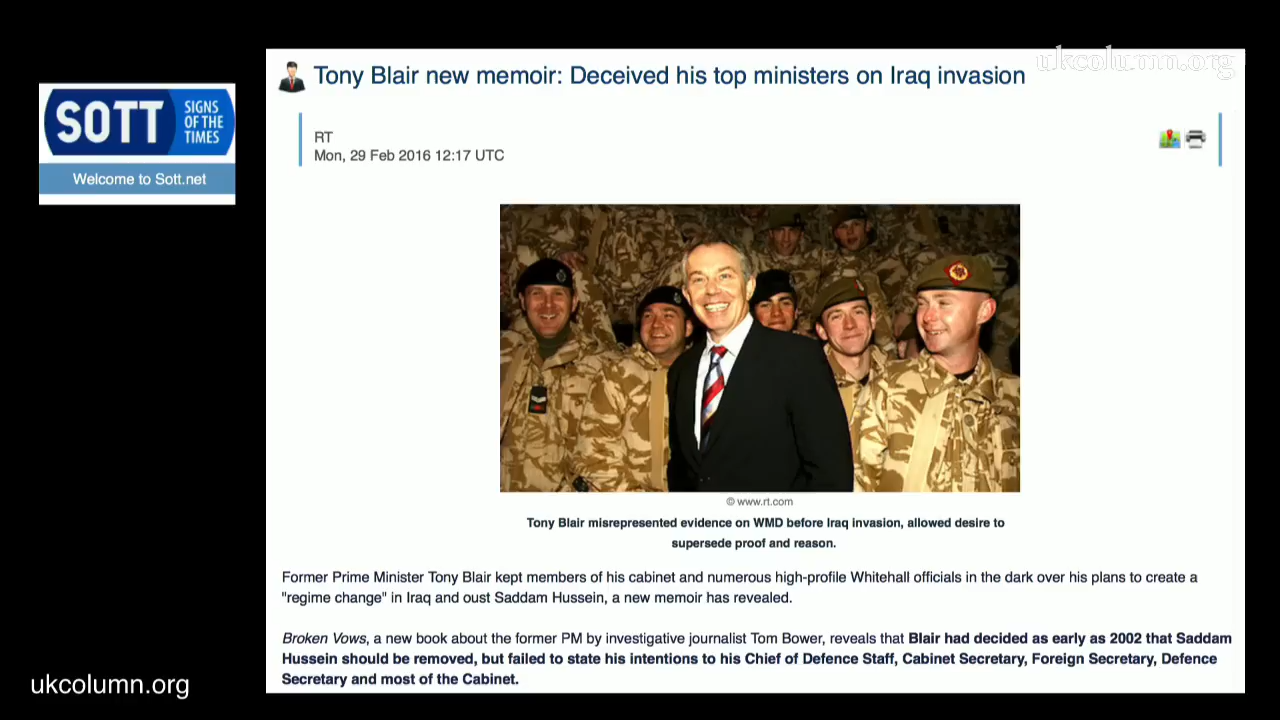 ukcolumn.org
Tony Blair new memoir: Deceived his top ministers on Iraq invasion
SOTT SIGNS OF THE TIMES
Welcome to Sott.net
RT
Mon, 29 Feb 2016 12:17 UTC
© www.rt.com
Tony Blair misrepresented evidence on WMD before Iraq invasion, allowed desire to
supersede proof and reason.
Former Prime Minister Tony Blair kept members of his cabinet and numerous high-profile Whitehall officials in the dark over his plans to create a
"regime change" in Iraq and oust Saddam Hussein, a new memoir has revealed.
Broken Vows, a new book about the former PM by investigative journalist Tom Bower, reveals that Blair had decided as early as 2002 that Saddam
Hussein should be removed, but failed to state his intentions to his Chief of Defence Staff, Cabinet Secretary, Foreign Secretary, Defence
Secretary and most of the Cabinet.
ukcolumn.org